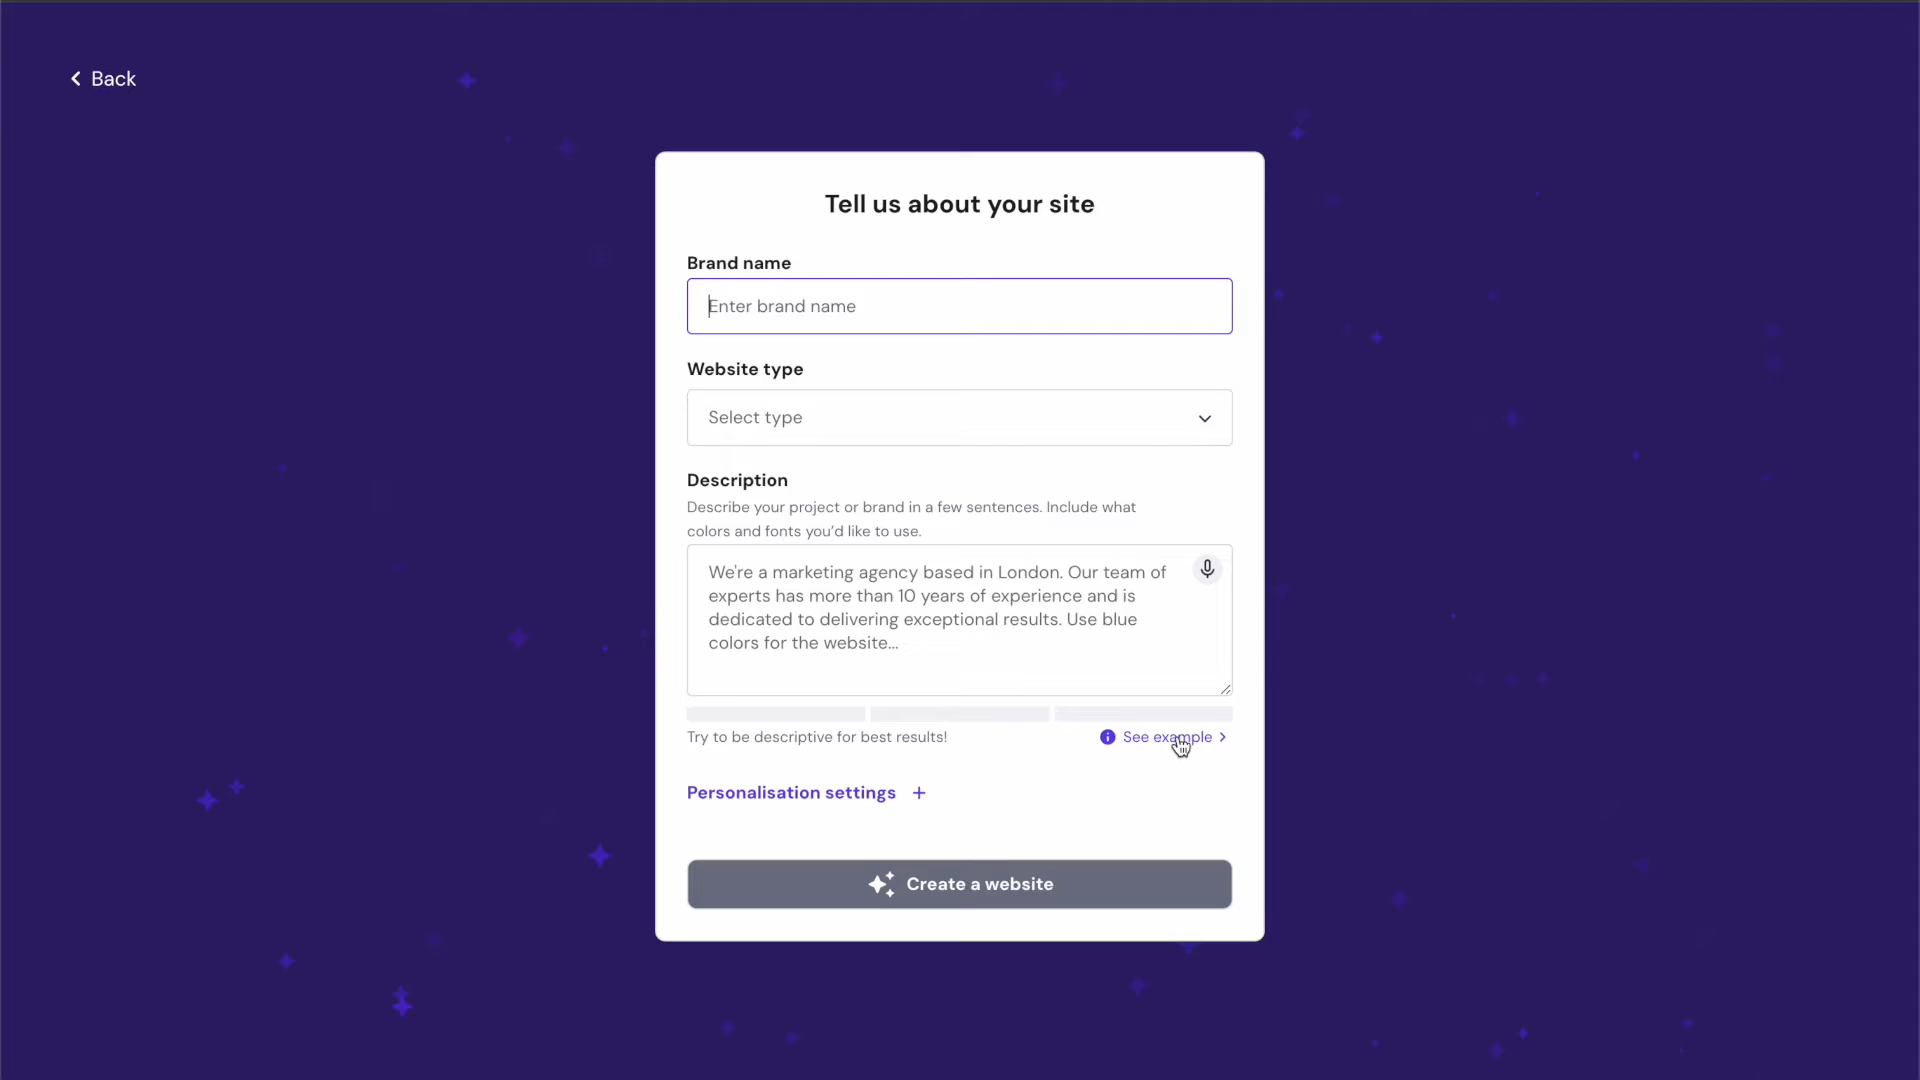 Back
Tell us about your site
Brand name
Enter brand name
Website type
Select type
Description
Describe your project or brand in a few sentences. Include what
colors and fonts you’d like to use.
We're a marketing agency based in London. Our team of
experts has more than 10 years of experience and is
dedicated to delivering exceptional results. Use blue
colors for the website...
Try to be descriptive for best results!
See example
Personalisation settings +
Create a website